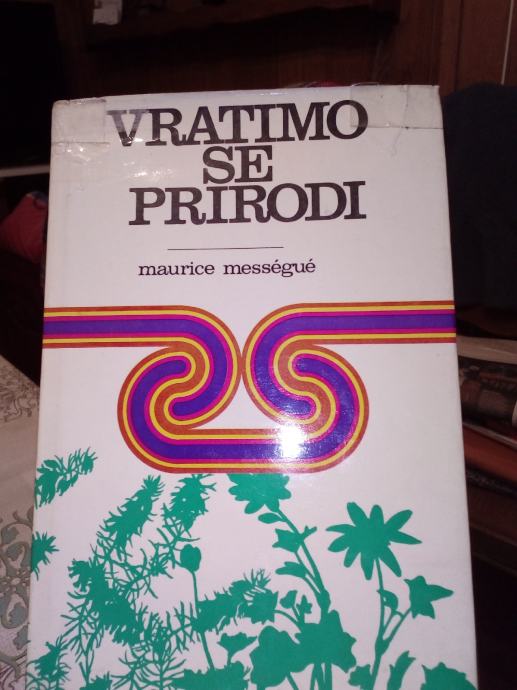 VRATIMO
SE
PRIRODI
maurice mességué